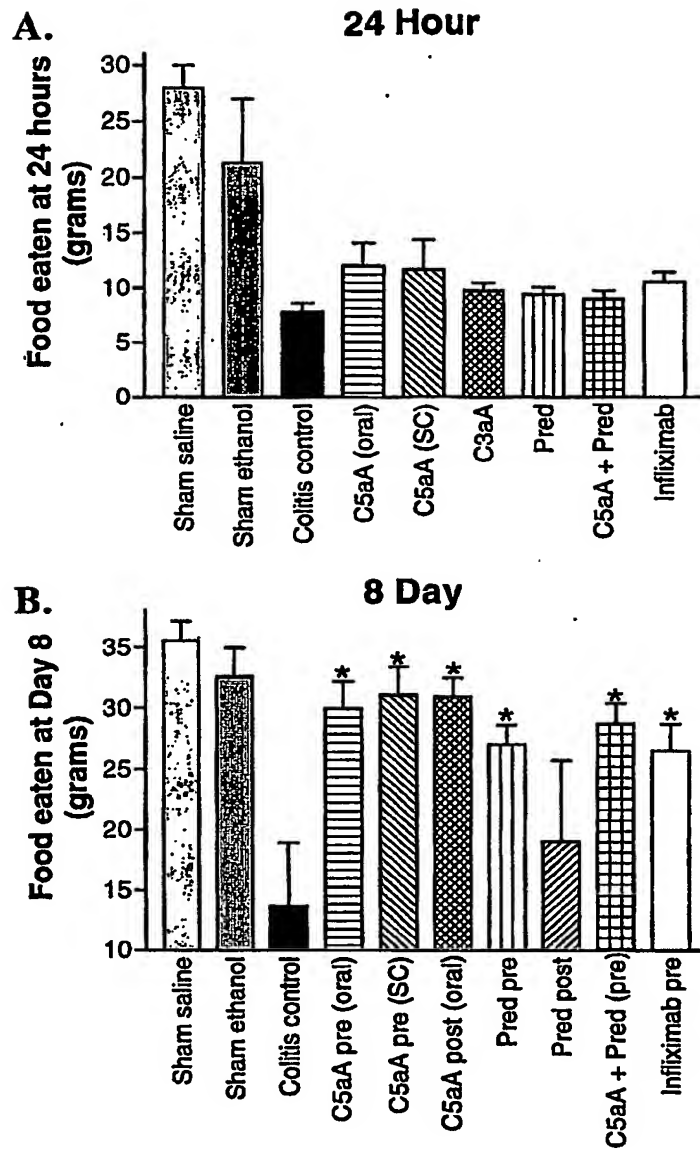 A.
24 Hour
Food eaten at 24 hours
(grams)
30
25
20
15
10
5
0
Sham saline
Sham ethanol
Colitis control
C5aA (oral)
C5aA (SC)
C3aA
Pred
C5aA + Pred
Infliximab
B.
8 Day
Food eaten at Day 8
(grams)
35
30
25
20
15
10
*
*
*
*
*
*
Sham saline
Sham ethanol
Colitis control
C5aA pre (oral)
C5aA pre (SC)
C5aA post (oral)
Pred pre
Pred post
C5aA + Pred (pre)
Infliximab pre